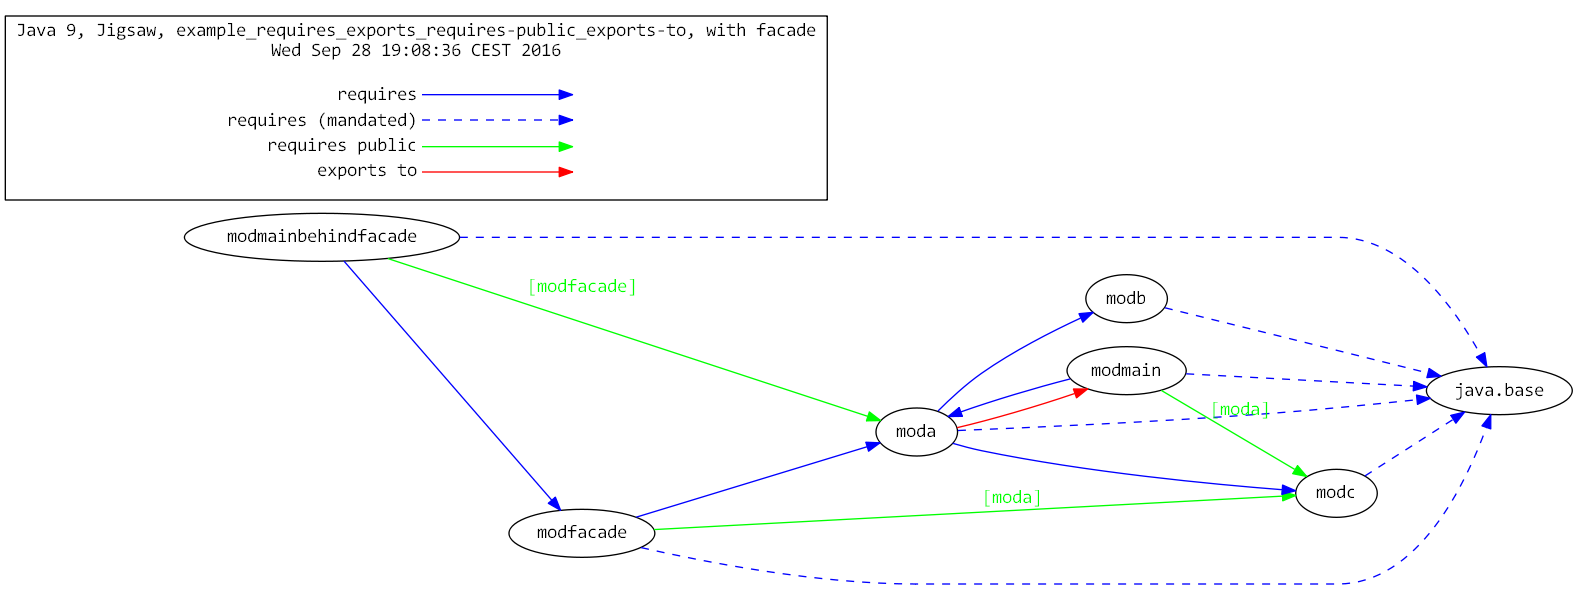 Java 9, Jigsaw, example_requires_exports_requires-public_exports-to, with facade
Wed Sep 28 19:08:36 CEST 2016
requires
requires (mandated)
requires public
exports to
modmainbehindfacade
[modfacade]
modb
modmain
java.base
[moda]
moda
modc
[moda]
modfacade